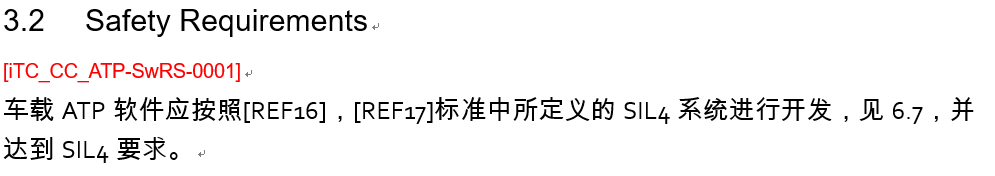 3.2 Safety Requirements
[iTC_CC_ATP-SwRS-0001]
车载 ATP 软件应按照[REF16]，[REF17]标准中所定义的 SIL4 系统进行开发，见 6.7，并
达到 SIL4 要求。